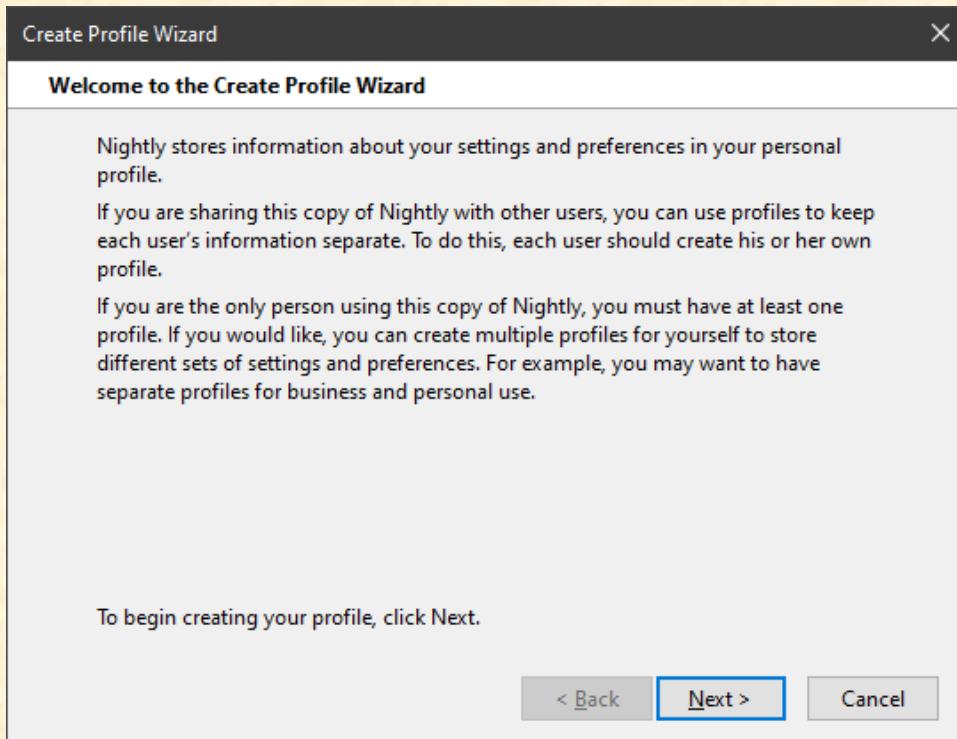 Create Profile Wizard
Welcome to the Create Profile Wizard
Nightly stores information about your settings and preferences in your personal
profile.
If you are sharing this copy of Nightly with other users, you can use profiles to keep
each user’s information separate. To do this, each user should create his or her own
profile.
If you are the only person using this copy of Nightly, you must have at least one
profile. If you would like, you can create multiple profiles for yourself to store
different sets of settings and preferences. For example, you may want to have
separate profiles for business and personal use.
To begin creating your profile, click Next.
< Back Next > Cancel